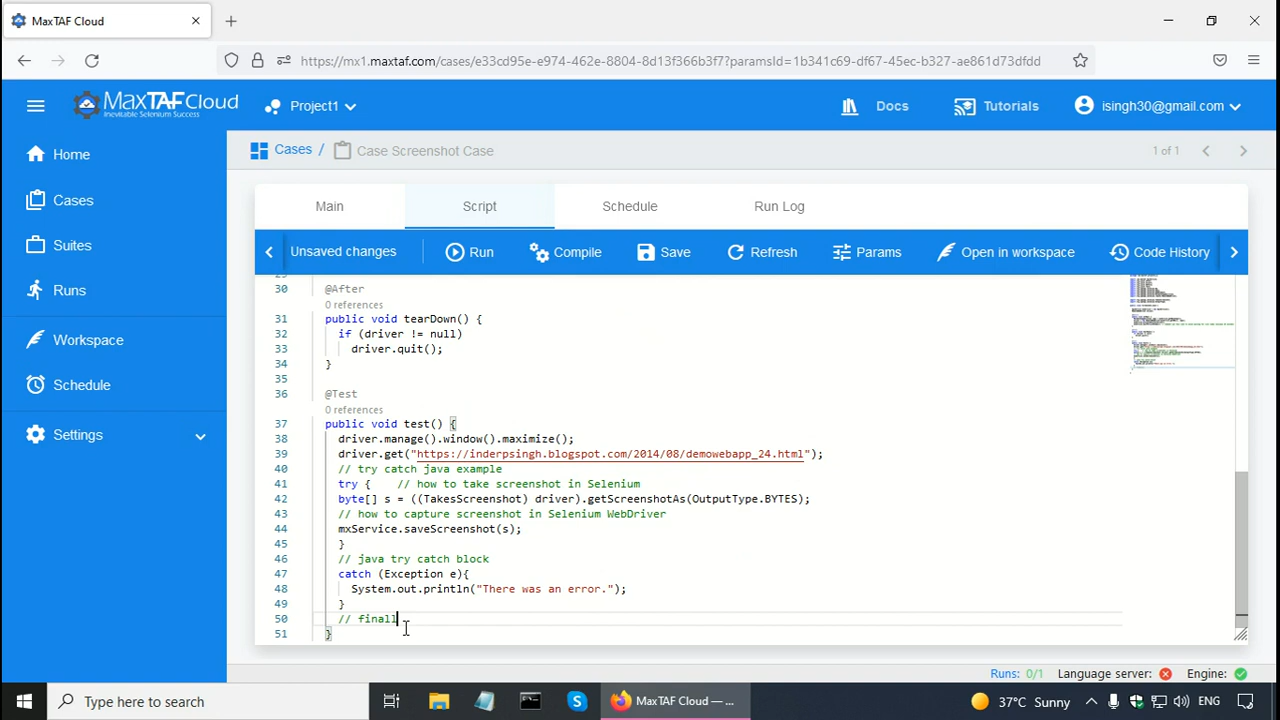 MaxTAF Cloud
https://mx1.maxtaf.com/cases/e33cd95e-e974-462e-8804-8d13f366b3f7?paramsId=1b341c69-df67-45ec-b327-ae861d73dfdd
MaxTAFCloud
Inevitable Selenium Success
Project1
Docs
Tutorials
isingh30@gmail.com
Home
Cases
Suites
Runs
Workspace
Schedule
Settings
Cases / Case Screenshot Case
1 of 1
Main Script Schedule Run Log
Unsaved changes Run Compile Save Refresh Params Open in workspace Code History
29
30 @After
0 references
31 public void tearDown() {
32 if (driver != null)
33 driver.quit();
34 }
35
36 @Test
0 references
37 public void test() {
38 driver.manage().window().maximize();
39 driver.get("https://inderpsingh.blogspot.com/2014/08/demowebapp_24.html");
40 // try catch java example
41 try { // how to take screenshot in Selenium
42 byte[] s = ((TakesScreenshot) driver).getScreenshotAs(OutputType.BYTES);
43 // how to capture screenshot in Selenium WebDriver
44 mxService.saveScreenshot(s);
45 }
46 // java try catch block
47 catch (Exception e){
48 System.out.println("There was an error.");
49 }
50 // finall
51 }
Runs: 0/1 Language server: Engine:
Type here to search
MaxTAF Cloud — ...
37°C Sunny
ENG